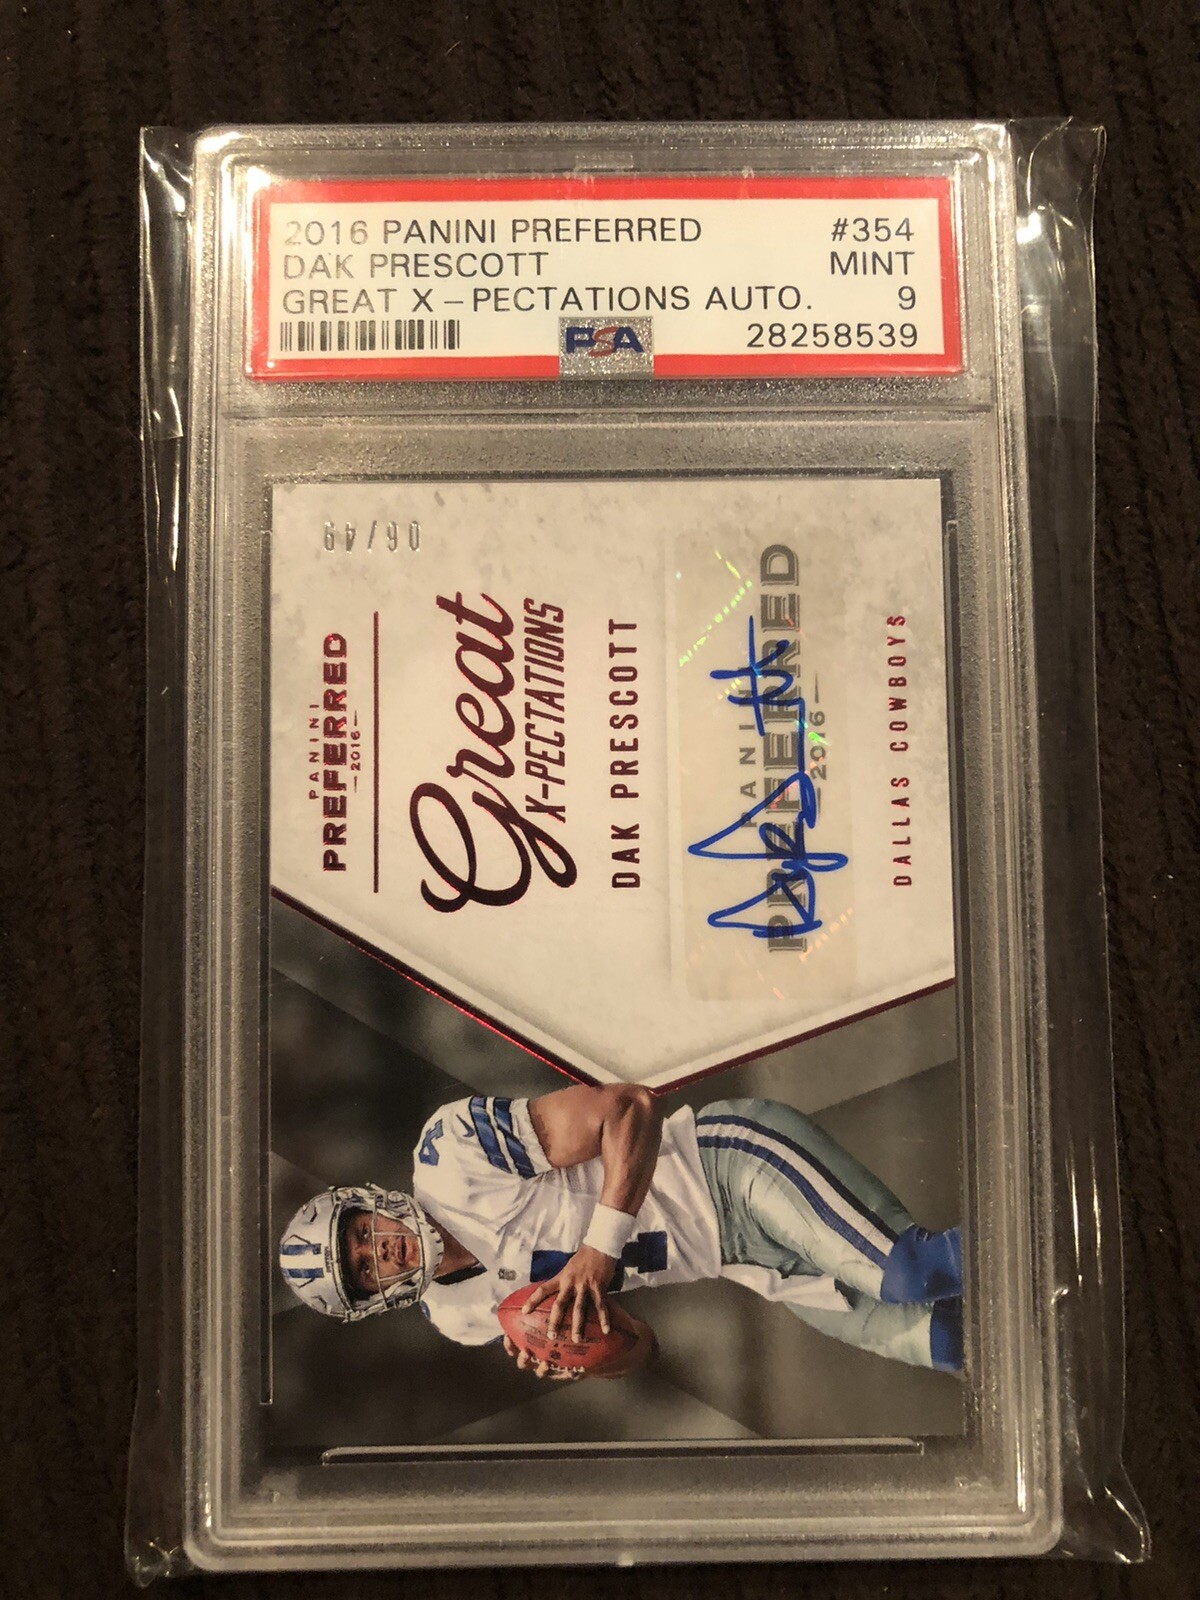 2016 PANINI PREFERRED #354
DAK PRESCOTT MINT
GREAT X - PECTATIONS AUTO. 9
PSA 28258539
06/49
PANINI
PREFERRED
—2016—
Great
X-PECTATIONS
DAK PRESCOTT
PANINI
PREFERRED
—2016—
DALLAS COWBOYS